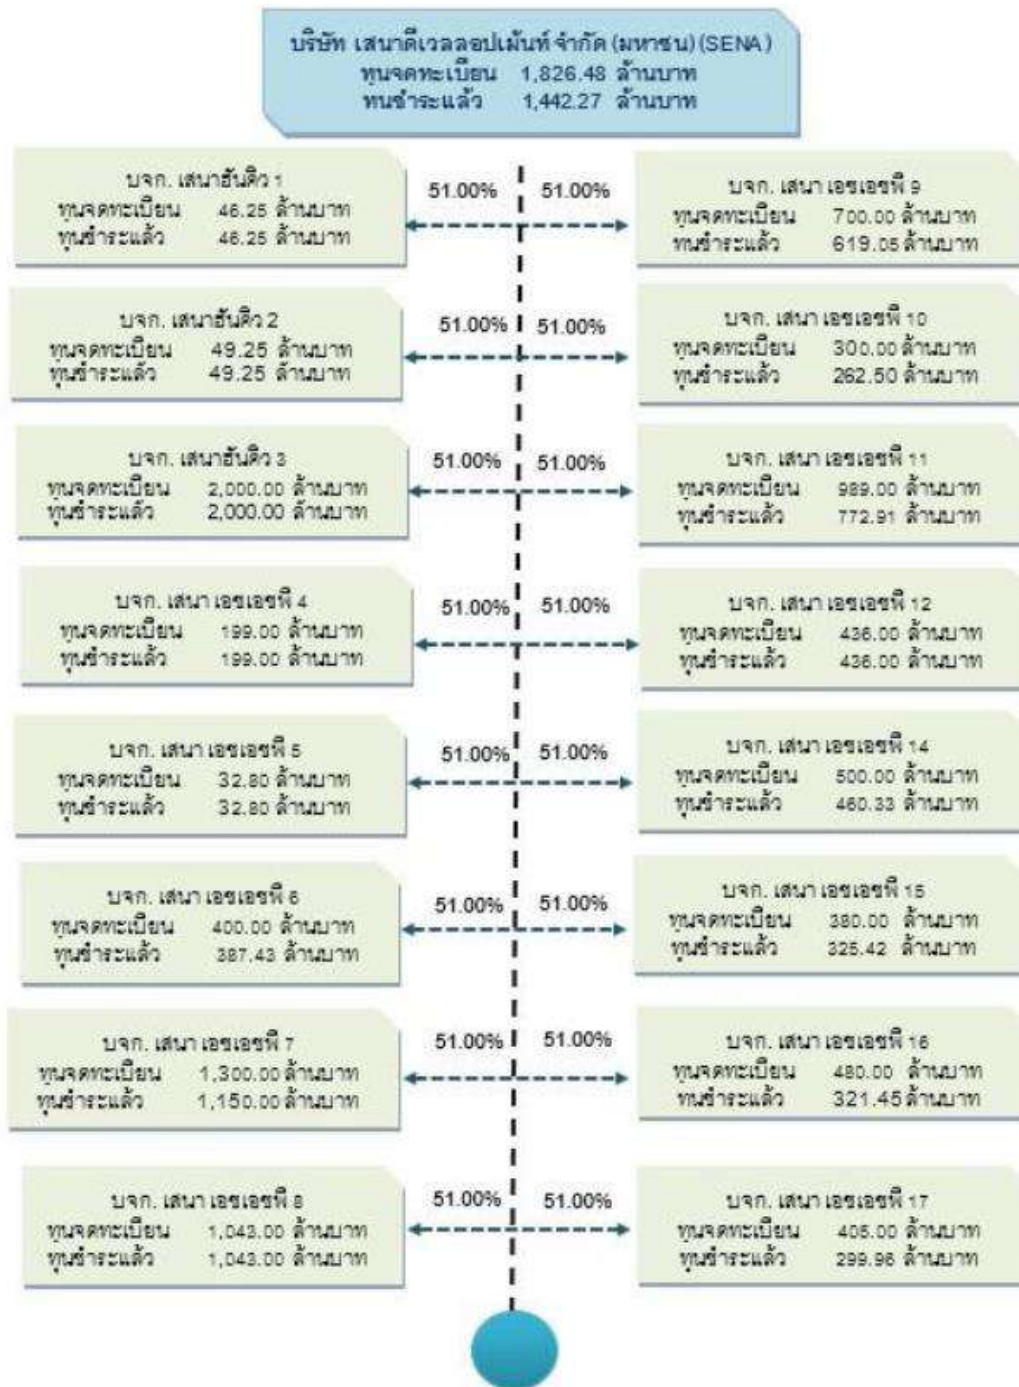 บริษัท เสนาดีเวลลอปเม้นท์ จำกัด (มหาชน) (SENA)
ทุนจดทะเบียน 1,826.48 ล้านบาท
ทุนชำระแล้ว 1,442.27 ล้านบาท
บจก. เสนาฮันคิว 1
ทุนจดทะเบียน 46.25 ล้านบาท
ทุนชำระแล้ว 46.25 ล้านบาท
51.00% 51.00%
บจก. เสนา เอชเอชพี 9
ทุนจดทะเบียน 700.00 ล้านบาท
ทุนชำระแล้ว 619.05 ล้านบาท
บจก. เสนาฮันคิว 2
ทุนจดทะเบียน 49.25 ล้านบาท
ทุนชำระแล้ว 49.25 ล้านบาท
51.00% 51.00%
บจก. เสนา เอชเอชพี 10
ทุนจดทะเบียน 300.00 ล้านบาท
ทุนชำระแล้ว 262.50 ล้านบาท
บจก. เสนาฮันคิว 3
ทุนจดทะเบียน 2,000.00 ล้านบาท
ทุนชำระแล้ว 2,000.00 ล้านบาท
51.00% 51.00%
บจก. เสนา เอชเอชพี 11
ทุนจดทะเบียน 989.00 ล้านบาท
ทุนชำระแล้ว 772.91 ล้านบาท
บจก. เสนา เอชเอชพี 4
ทุนจดทะเบียน 199.00 ล้านบาท
ทุนชำระแล้ว 199.00 ล้านบาท
51.00% 51.00%
บจก. เสนา เอชเอชพี 12
ทุนจดทะเบียน 436.00 ล้านบาท
ทุนชำระแล้ว 436.00 ล้านบาท
บจก. เสนา เอชเอชพี 5
ทุนจดทะเบียน 32.80 ล้านบาท
ทุนชำระแล้ว 32.80 ล้านบาท
51.00% 51.00%
บจก. เสนา เอชเอชพี 14
ทุนจดทะเบียน 500.00 ล้านบาท
ทุนชำระแล้ว 460.33 ล้านบาท
บจก. เสนา เอชเอชพี 6
ทุนจดทะเบียน 400.00 ล้านบาท
ทุนชำระแล้ว 387.43 ล้านบาท
51.00% 51.00%
บจก. เสนา เอชเอชพี 15
ทุนจดทะเบียน 380.00 ล้านบาท
ทุนชำระแล้ว 325.42 ล้านบาท
บจก. เสนา เอชเอชพี 7
ทุนจดทะเบียน 1,300.00 ล้านบาท
ทุนชำระแล้ว 1,150.00 ล้านบาท
51.00% 51.00%
บจก. เสนา เอชเอชพี 16
ทุนจดทะเบียน 480.00 ล้านบาท
ทุนชำระแล้ว 321.45 ล้านบาท
บจก. เสนา เอชเอชพี 8
ทุนจดทะเบียน 1,043.00 ล้านบาท
ทุนชำระแล้ว 1,043.00 ล้านบาท
51.00% 51.00%
บจก. เสนา เอชเอชพี 17
ทุนจดทะเบียน 405.00 ล้านบาท
ทุนชำระแล้ว 299.96 ล้านบาท